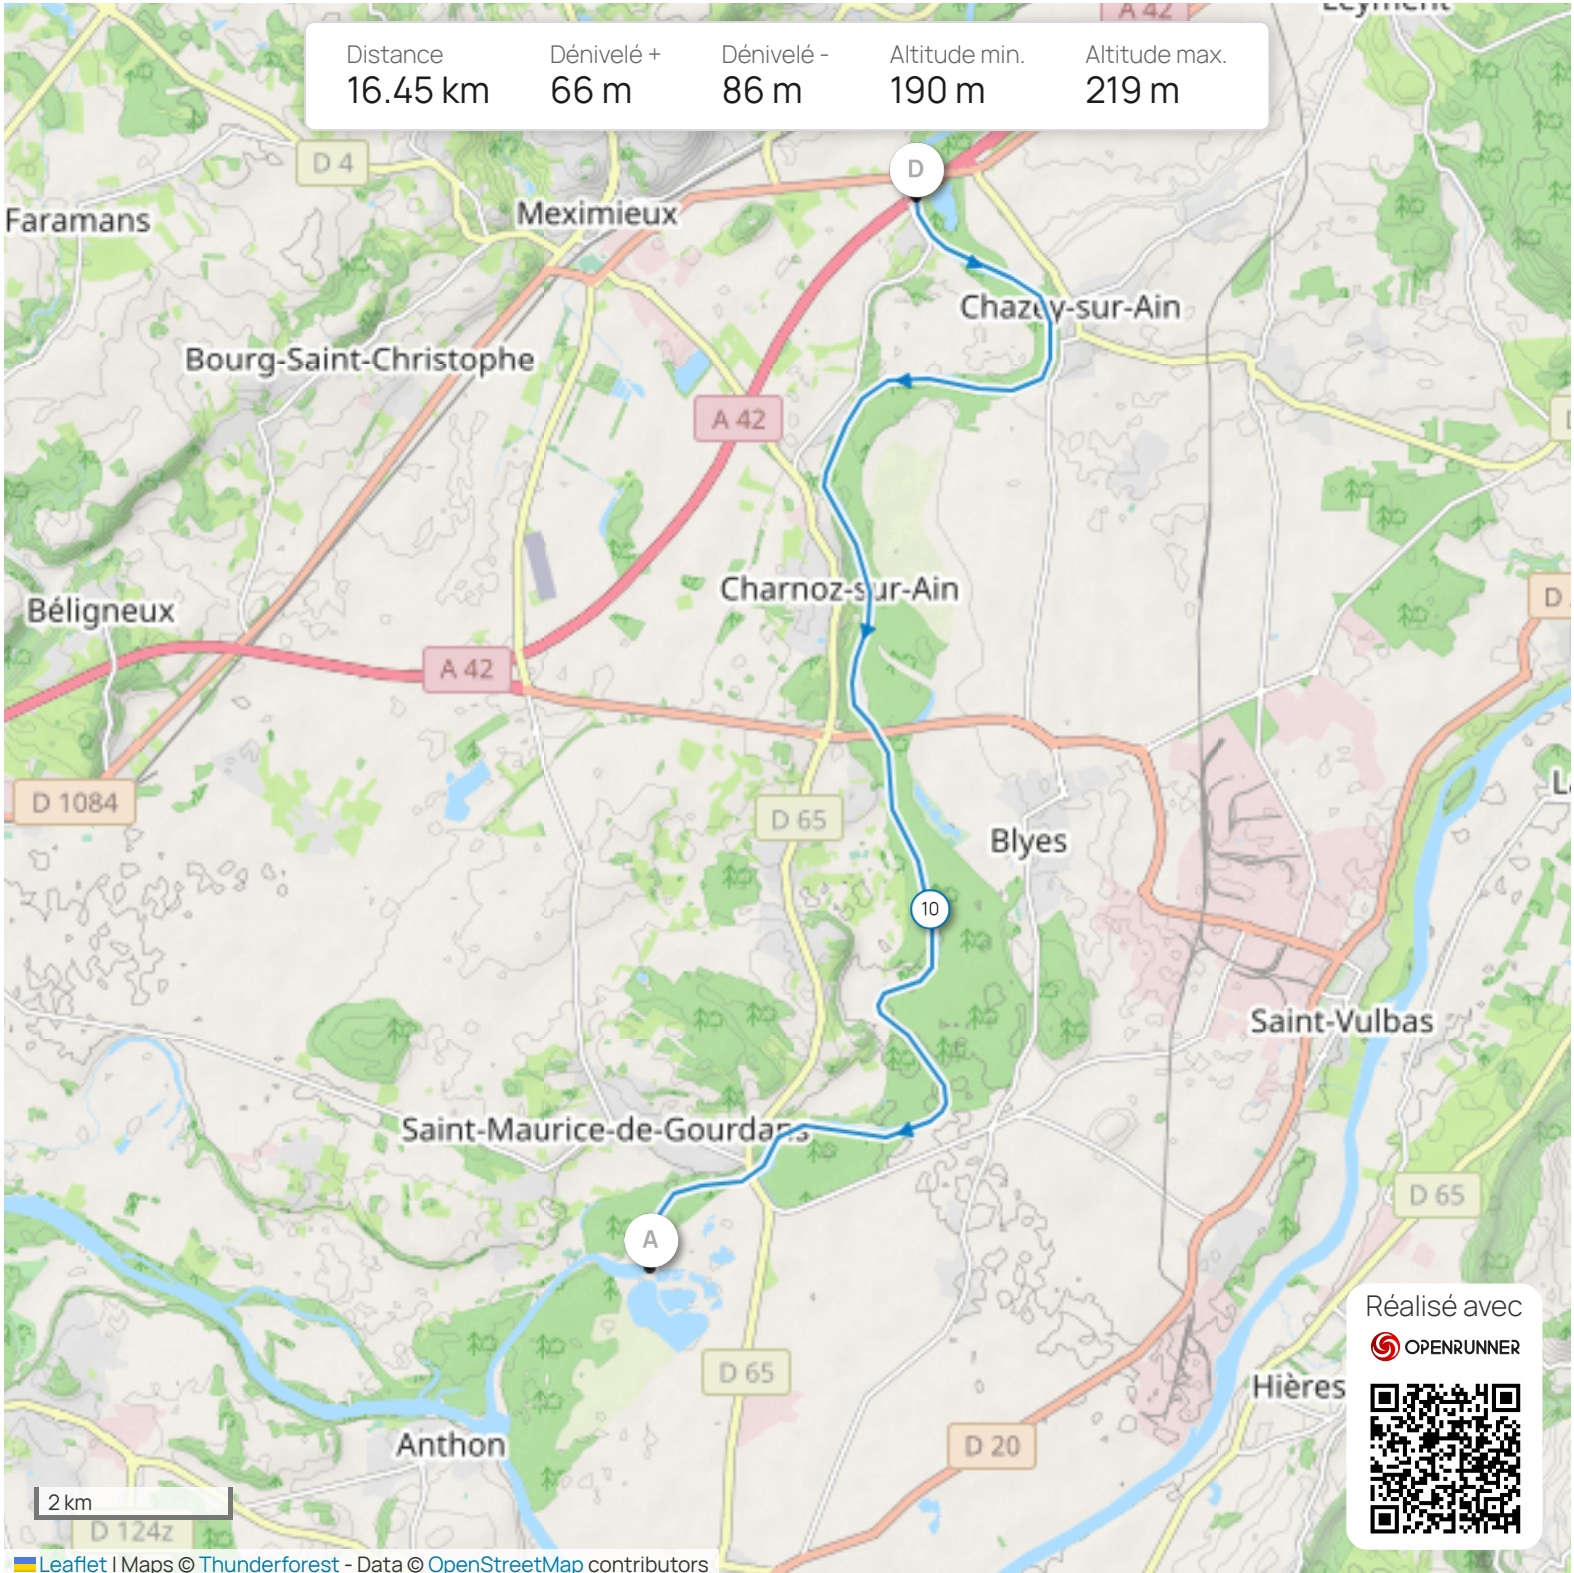 A 42
Distance
16.45 km
Dénivelé +
66 m
Dénivelé -
86 m
Altitude min.
190 m
Altitude max.
219 m
D 4
D
Faramans
Meximieux
Chazey-sur-Ain
Bourg-Saint-Christophe
A 42
Charnoz-sur-Ain
Béligneux
D
A 42
D 1084
D 65
Blyes
10
Saint-Vulbas
Saint-Maurice-de-Gourdans
D 65
A
D 65
Réalisé avec
OPENRUNNER
Hières
Anthon
D 20
2 km
D 124z
Leaflet | Maps © Thunderforest - Data © OpenStreetMap contributors